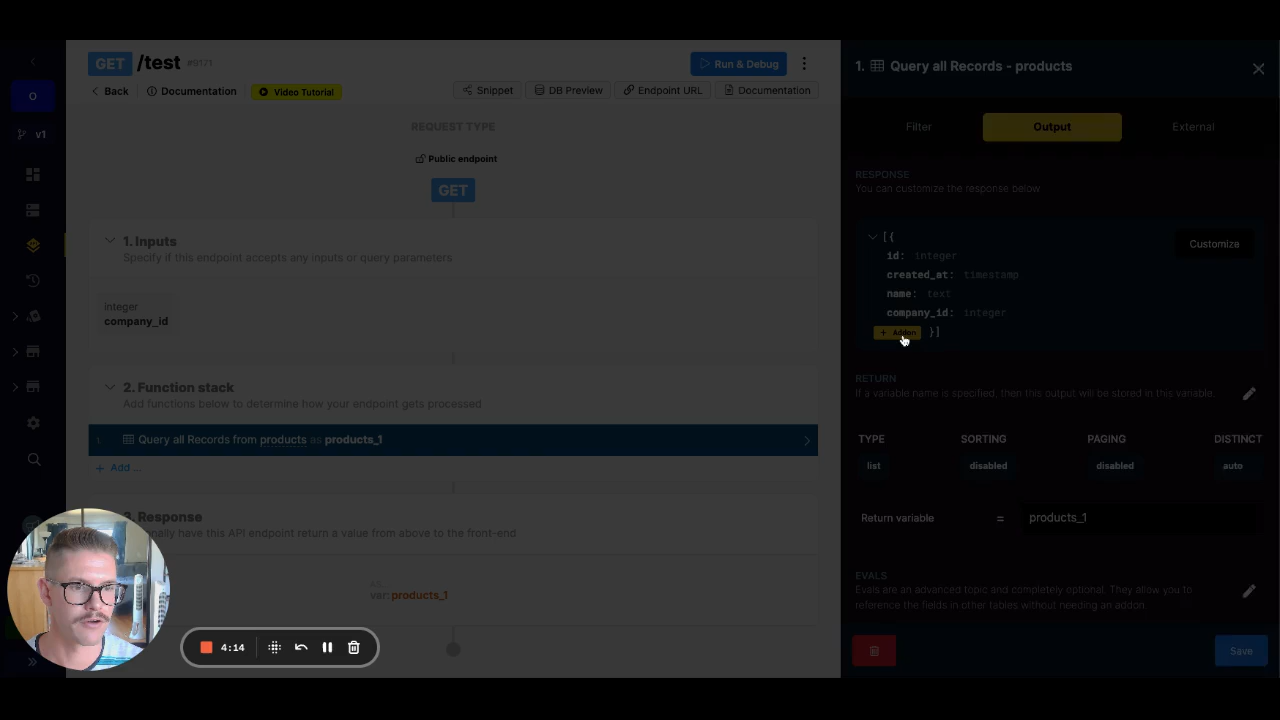 GET /test #9171
Run & Debug
Back
Documentation
Video Tutorial
Snippet
DB Preview
Endpoint URL
Documentation
O
v1
REQUEST TYPE
Public endpoint
GET
1. Inputs
Specify if this endpoint accepts any inputs or query parameters
integer
company_id
2. Function stack
Add functions below to determine how your endpoint gets processed
1 Query all Records from products as products_1
+ Add ...
3. Response
onally have this API endpoint return a value from above to the front-end
AS
var: products_1
4:14
1. Query all Records - products
Filter
Output
External
RESPONSE
You can customize the response below
[{
Customize
id: integer
created_at: timestamp
name: text
company_id: integer
+ Addon }]
RETURN
If a variable name is specified, then this output will be stored in this variable.
TYPE SORTING PAGING DISTINCT
list disabled disabled auto
Return variable = products_1
EVALS
Evals are an advanced topic and completely optional. They allow you to
reference the fields in other tables without needing an addon.
Save